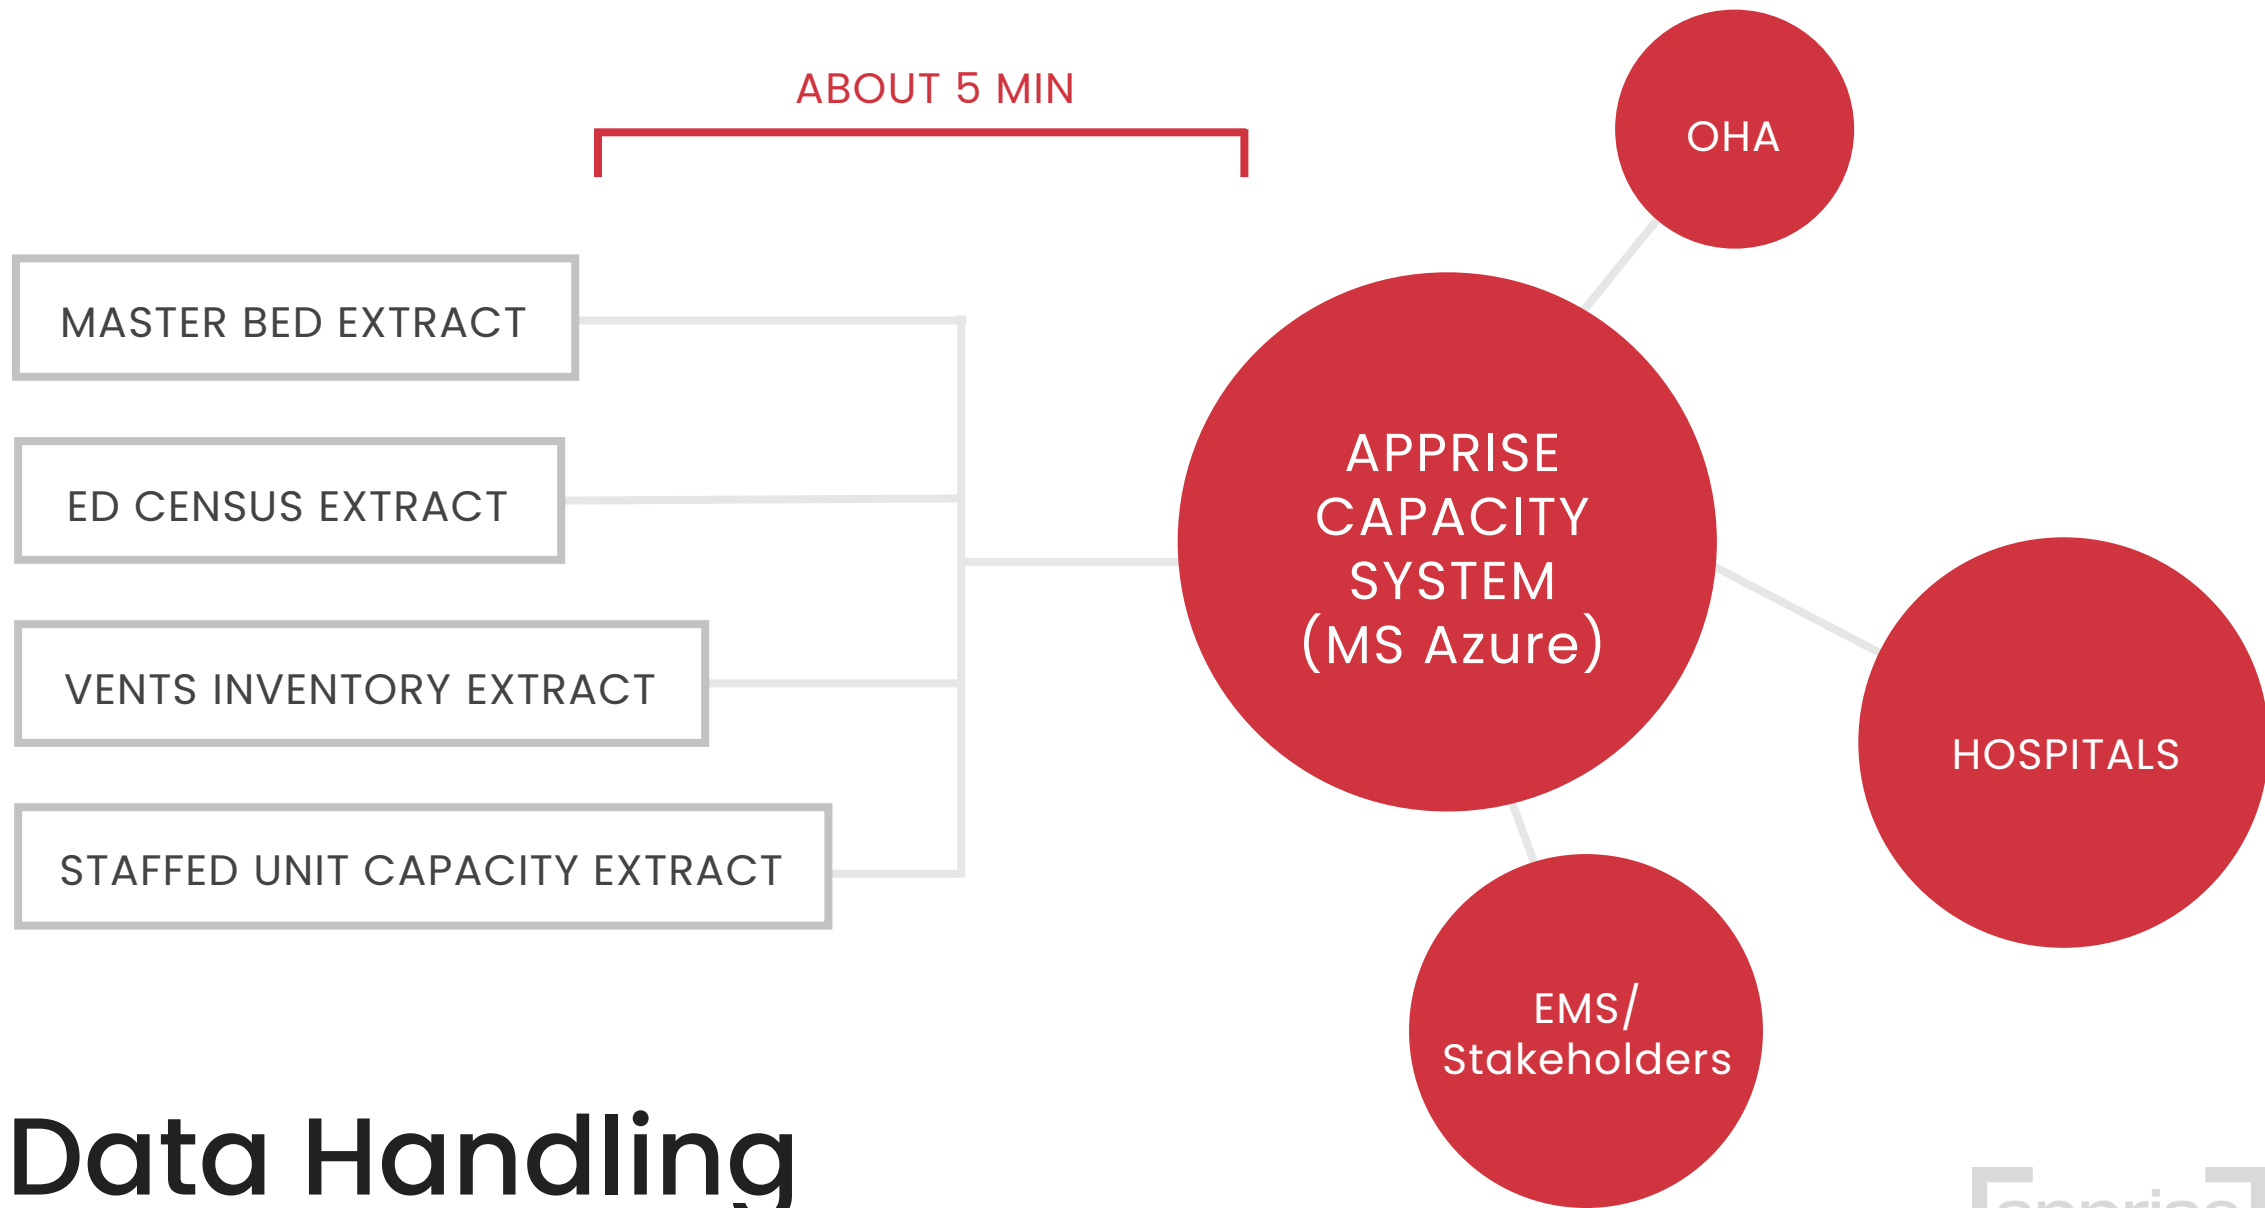 ABOUT 5 MIN
OHA
MASTER BED EXTRACT
ED CENSUS EXTRACT
VENTS INVENTORY EXTRACT
STAFFED UNIT CAPACITY EXTRACT
APPRISE
CAPACITY
SYSTEM
(MS Azure)
HOSPITALS
EMS/
Stakeholders
Data Handling
apprise